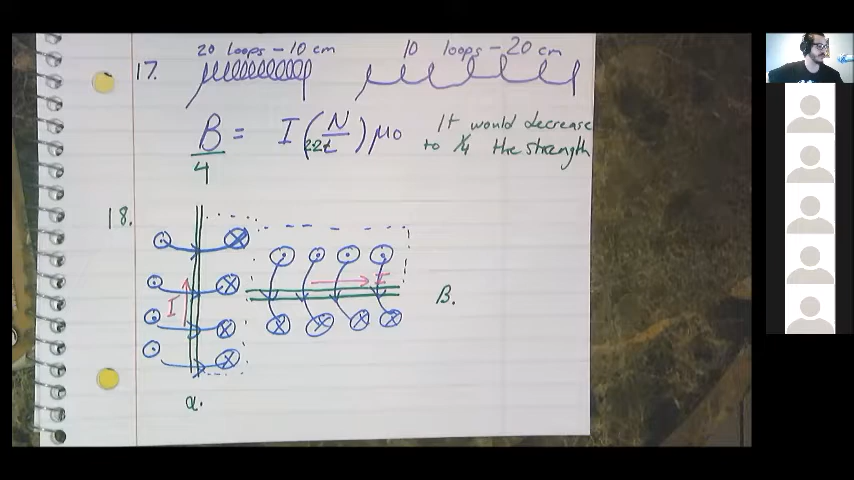 20 loops - 10 cm
10 loops - 20 cm
17.
B/4 = I (N/2·2L) μ0
It would decrease
to 1/4 the strength
18.
I
I
B.
a.